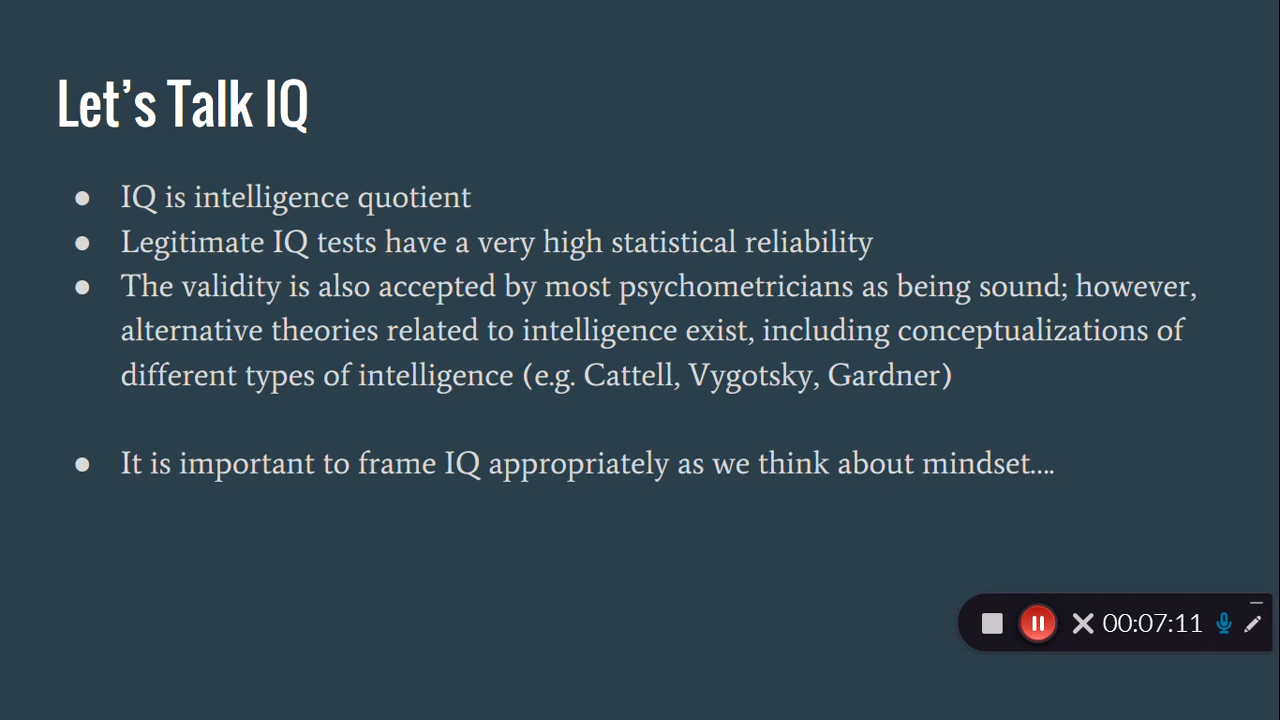 Let's Talk IQ
● IQ is intelligence quotient
● Legitimate IQ tests have a very high statistical reliability
● The validity is also accepted by most psychometricians as being sound; however,
alternative theories related to intelligence exist, including conceptualizations of
different types of intelligence (e.g. Cattell, Vygotsky, Gardner)
● It is important to frame IQ appropriately as we think about mindset....
00:07:11